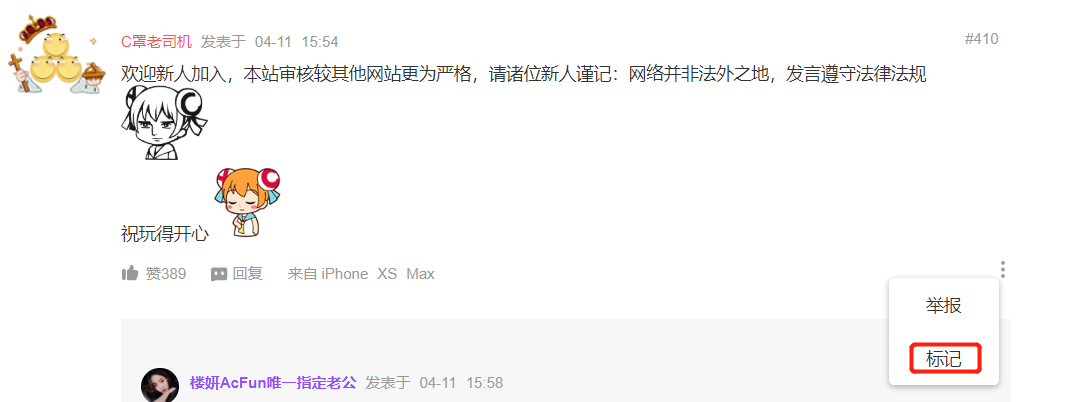 C罩老司机 发表于 04-11 15:54 #410
欢迎新人加入，本站审核较其他网站更为严格，请诸位新人谨记：网络并非法外之地，发言遵守法律法规
祝玩得开心
赞389 回复 来自 iPhone XS Max
举报
标记
楼妍AcFun唯一指定老公 发表于 04-11 15:58